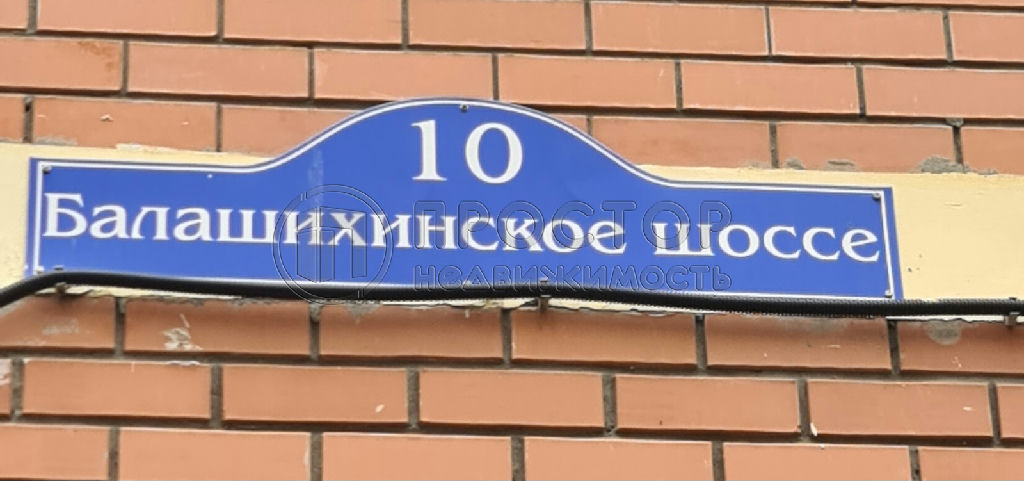 10
Балашихинское шоссе
ПРОСТОР
НЕДВИЖИМОСТЬ